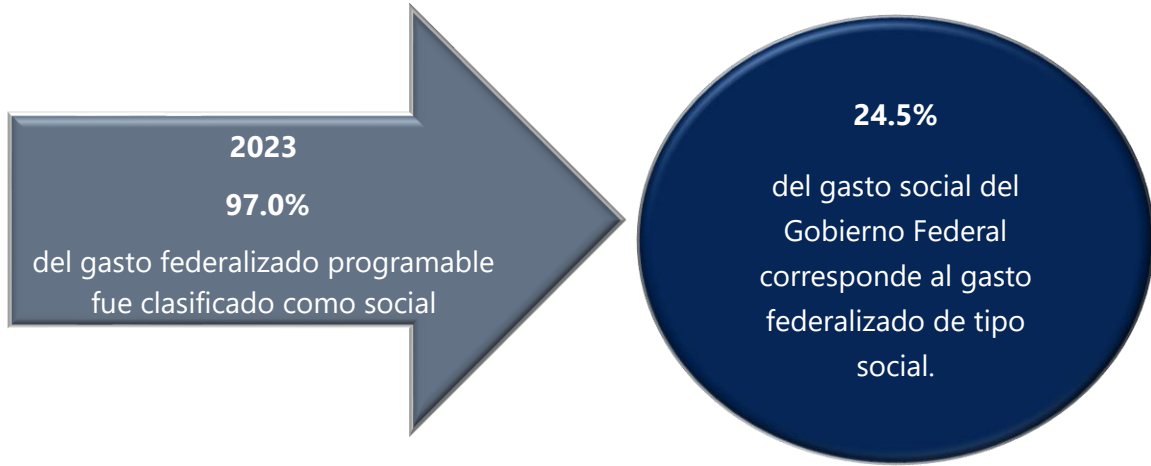 2023
97.0%
del gasto federalizado programable
fue clasificado como social
24.5%
del gasto social del
Gobierno Federal
corresponde al gasto
federalizado de tipo
social.